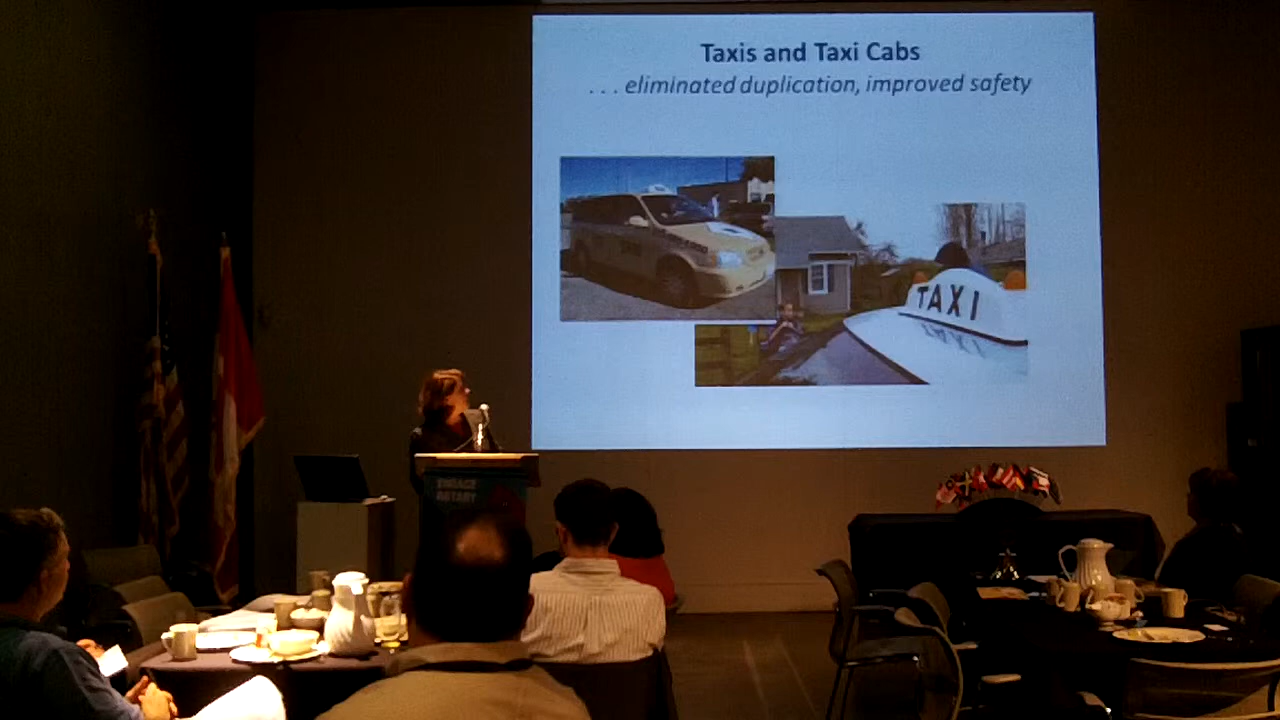 Taxis and Taxi Cabs
. . . eliminated duplication, improved safety
TAXI
ENGAGE
ROTARY